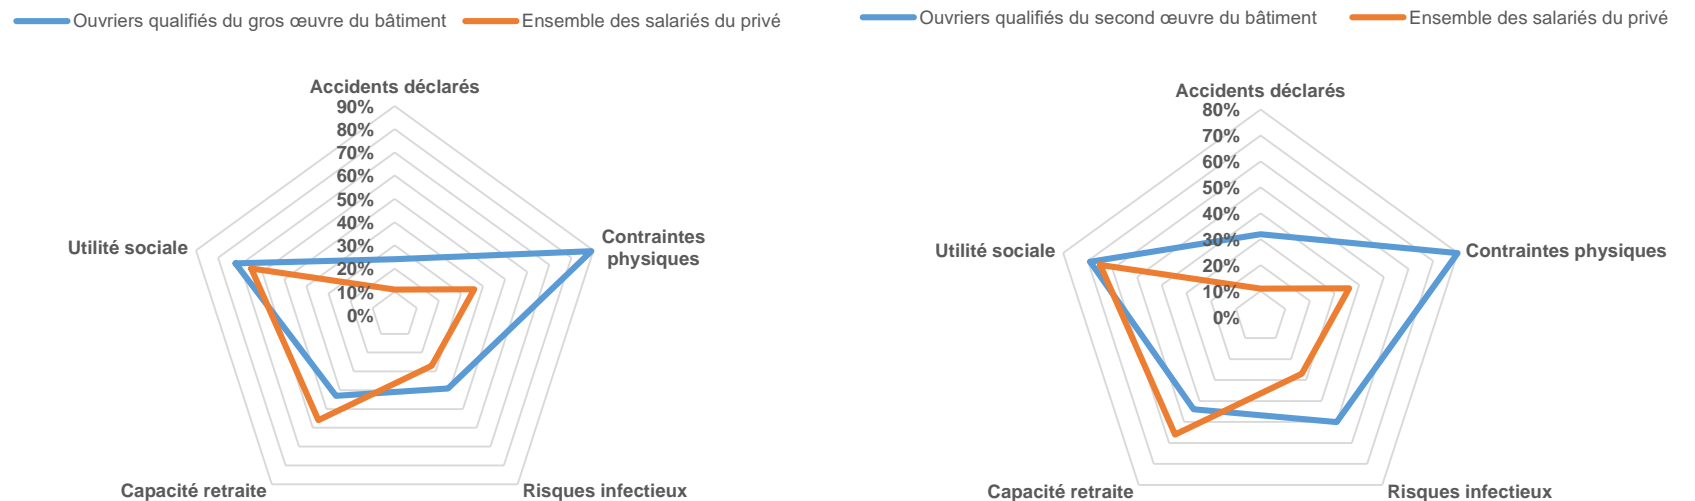 Ouvriers qualifiés du gros œuvre du bâtiment
Ensemble des salariés du privé
Accidents déclarés
90%
80%
70%
60%
50%
40%
30%
20%
10%
0%
Contraintes
physiques
Risques infectieux
Capacité retraite
Utilité sociale
Ouvriers qualifiés du second œuvre du bâtiment
Ensemble des salariés du privé
Accidents déclarés
80%
70%
60%
50%
40%
30%
20%
10%
0%
Contraintes physiques
Risques infectieux
Capacité retraite
Utilité sociale